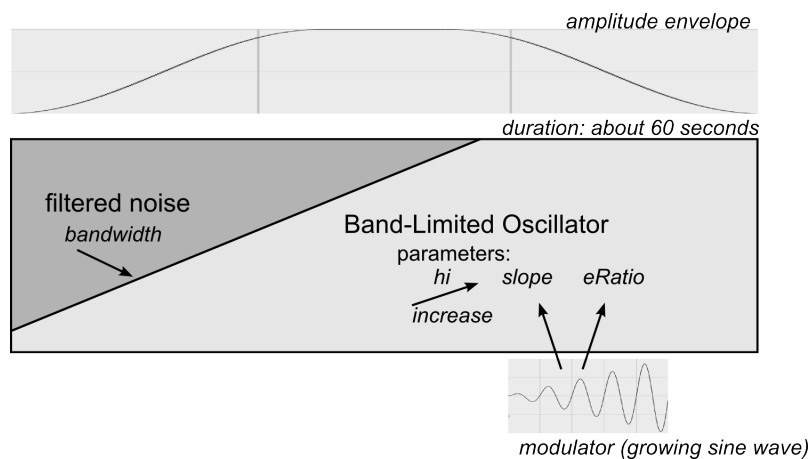 amplitude envelope
duration: about 60 seconds
filtered noise
bandwidth
Band-Limited Oscillator
parameters:
hi slope eRatio
increase
modulator (growing sine wave)